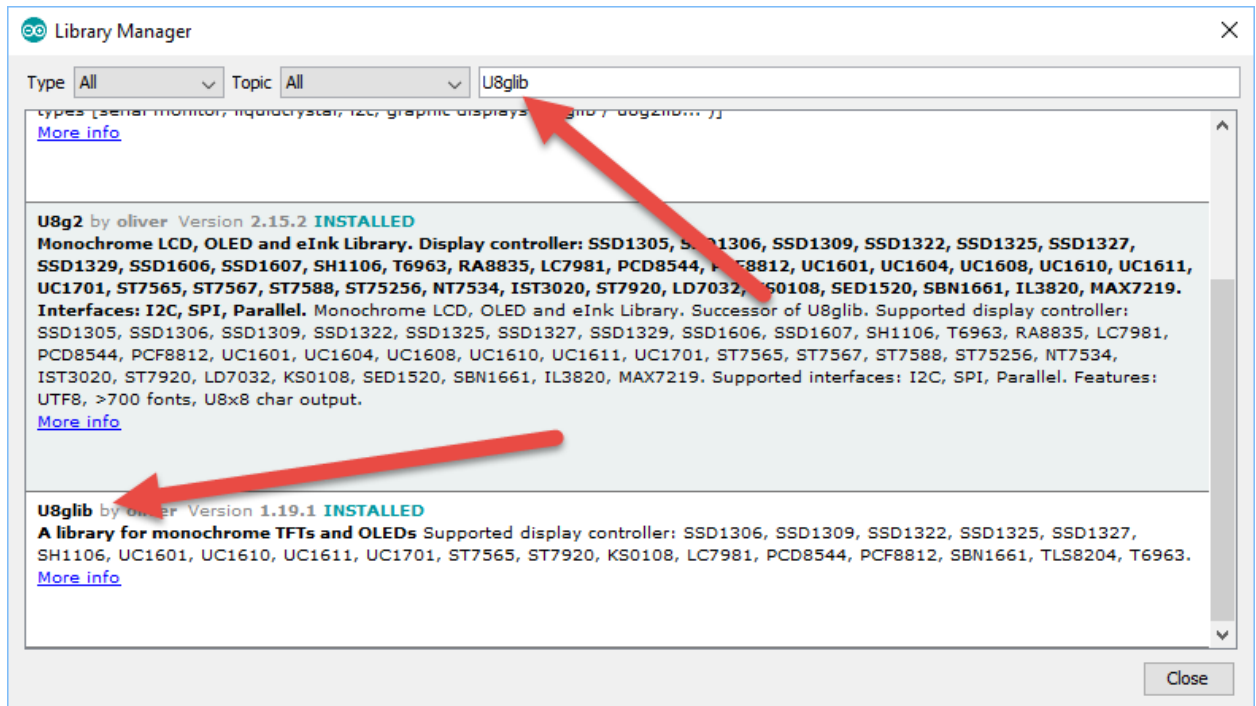 Library Manager
Type All Topic All U8glib
More info
U8g2 by oliver Version 2.15.2 INSTALLED
Monochrome LCD, OLED and eInk Library. Display controller: SSD1305, SSD1306, SSD1309, SSD1322, SSD1325, SSD1327,
SSD1329, SSD1606, SSD1607, SH1106, T6963, RA8835, LC7981, PCD8544, PCF8812, UC1601, UC1604, UC1608, UC1610, UC1611,
UC1701, ST7565, ST7567, ST7588, ST75256, NT7534, IST3020, ST7920, LD7032, KS0108, SED1520, SBN1661, IL3820, MAX7219.
Interfaces: I2C, SPI, Parallel. Monochrome LCD, OLED and eInk Library. Successor of U8glib. Supported display controller:
SSD1305, SSD1306, SSD1309, SSD1322, SSD1325, SSD1327, SSD1329, SSD1606, SSD1607, SH1106, T6963, RA8835, LC7981,
PCD8544, PCF8812, UC1601, UC1604, UC1608, UC1610, UC1611, UC1701, ST7565, ST7567, ST7588, ST75256, NT7534,
IST3020, ST7920, LD7032, KS0108, SED1520, SBN1661, IL3820, MAX7219. Supported interfaces: I2C, SPI, Parallel. Features:
UTF8, >700 fonts, U8x8 char output.
More info
U8glib by oliver Version 1.19.1 INSTALLED
A library for monochrome TFTs and OLEDs Supported display controller: SSD1306, SSD1309, SSD1322, SSD1325, SSD1327,
SH1106, UC1601, UC1610, UC1611, UC1701, ST7565, ST7920, KS0108, LC7981, PCD8544, PCF8812, SBN1661, TLS8204, T6963.
More info
Close